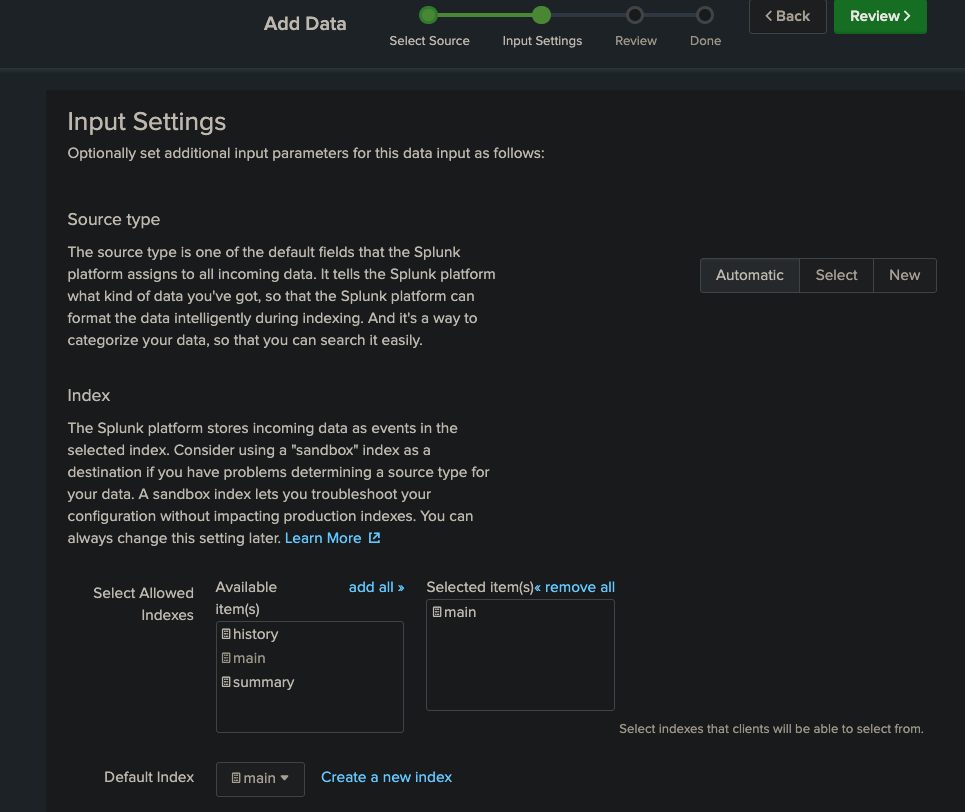 Add Data
Select Source
Input Settings
Review
Done
< Back
Review >
Input Settings
Optionally set additional input parameters for this data input as follows:
Source type
The source type is one of the default fields that the Splunk
platform assigns to all incoming data. It tells the Splunk platform
what kind of data you've got, so that the Splunk platform can
format the data intelligently during indexing. And it's a way to
categorize your data, so that you can search it easily.
Automatic
Select
New
Index
The Splunk platform stores incoming data as events in the
selected index. Consider using a "sandbox" index as a
destination if you have problems determining a source type for
your data. A sandbox index lets you troubleshoot your
configuration without impacting production indexes. You can
always change this setting later. Learn More
Select Allowed
Indexes
Available
item(s)
add all »
history
main
summary
Selected item(s)
« remove all
main
Select indexes that clients will be able to select from.
Default Index
main
Create a new index